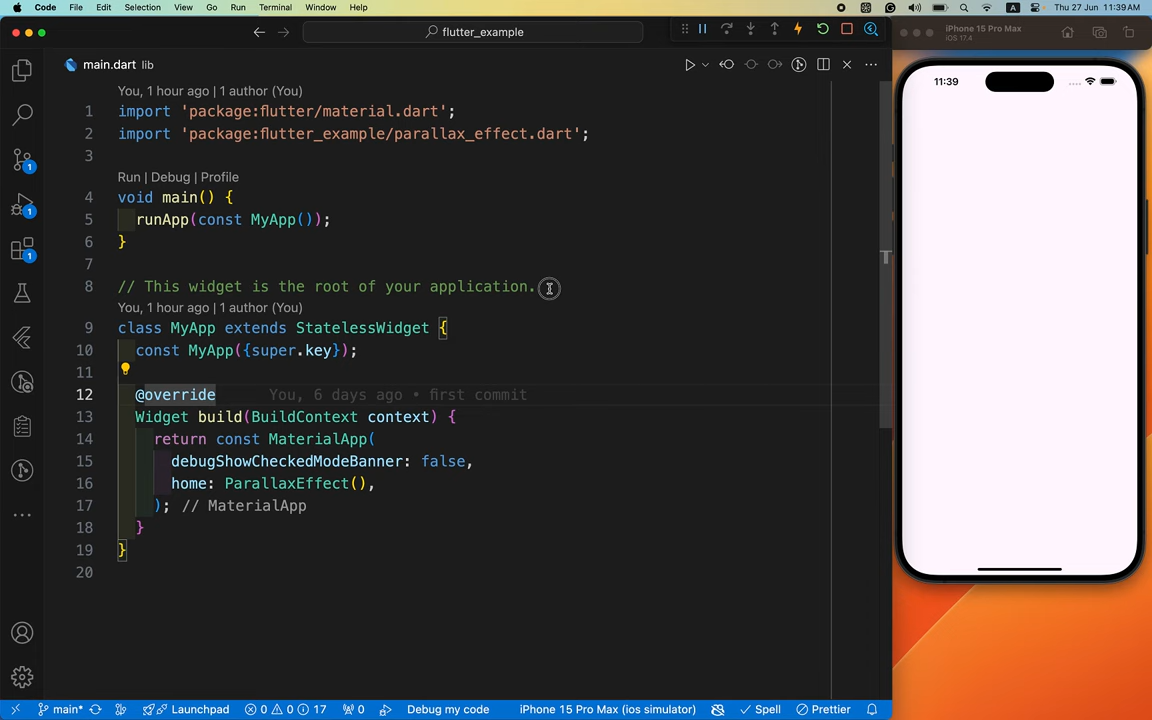 Code File Edit Selection View Go Run Terminal Window Help A Thu 27 Jun 11:39 AM
flutter_example
iPhone 15 Pro Max
iOS 17.4
main.dart lib
11:39
You, 1 hour ago | 1 author (You)
1 import 'package:flutter/material.dart';
2 import 'package:flutter_example/parallax_effect.dart';
3
Run | Debug | Profile
4 void main() {
5 runApp(const MyApp());
6 }
7
8 // This widget is the root of your application.
You, 1 hour ago | 1 author (You)
9 class MyApp extends StatelessWidget {
10 const MyApp({super.key});
11
12 @override You, 6 days ago • first commit
13 Widget build(BuildContext context) {
14 return const MaterialApp(
15 debugShowCheckedModeBanner: false,
16 home: ParallaxEffect(),
17 ); // MaterialApp
18 }
19 }
20
1
1
1
main* Launchpad 0 0 17 0 Debug my code iPhone 15 Pro Max (ios simulator) Spell Prettier